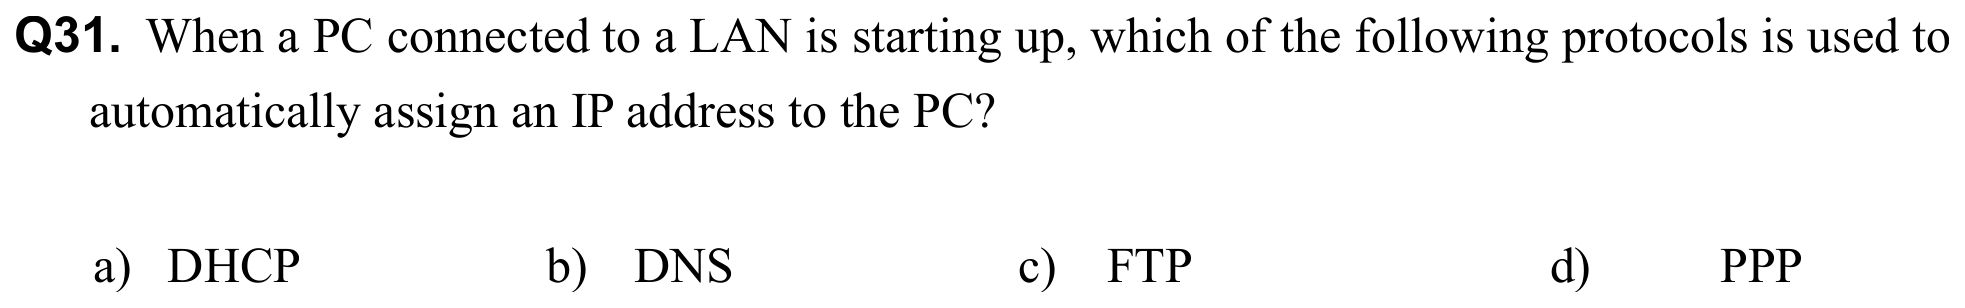 Q31. When a PC connected to a LAN is starting up, which of the following protocols is used to
automatically assign an IP address to the PC?
a) DHCP b) DNS c) FTP d) PPP